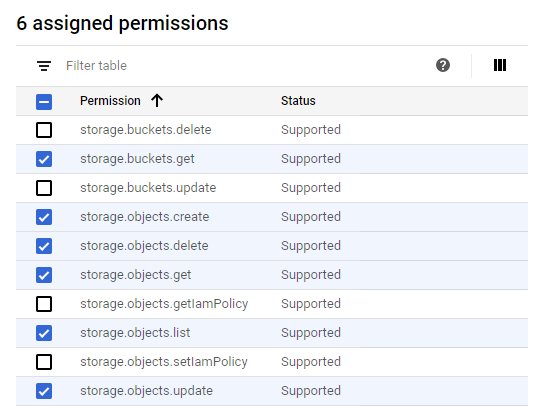 6 assigned permissions
Filter table
Permission Status
storage.buckets.delete Supported
storage.buckets.get Supported
storage.buckets.update Supported
storage.objects.create Supported
storage.objects.delete Supported
storage.objects.get Supported
storage.objects.getIamPolicy Supported
storage.objects.list Supported
storage.objects.setIamPolicy Supported
storage.objects.update Supported